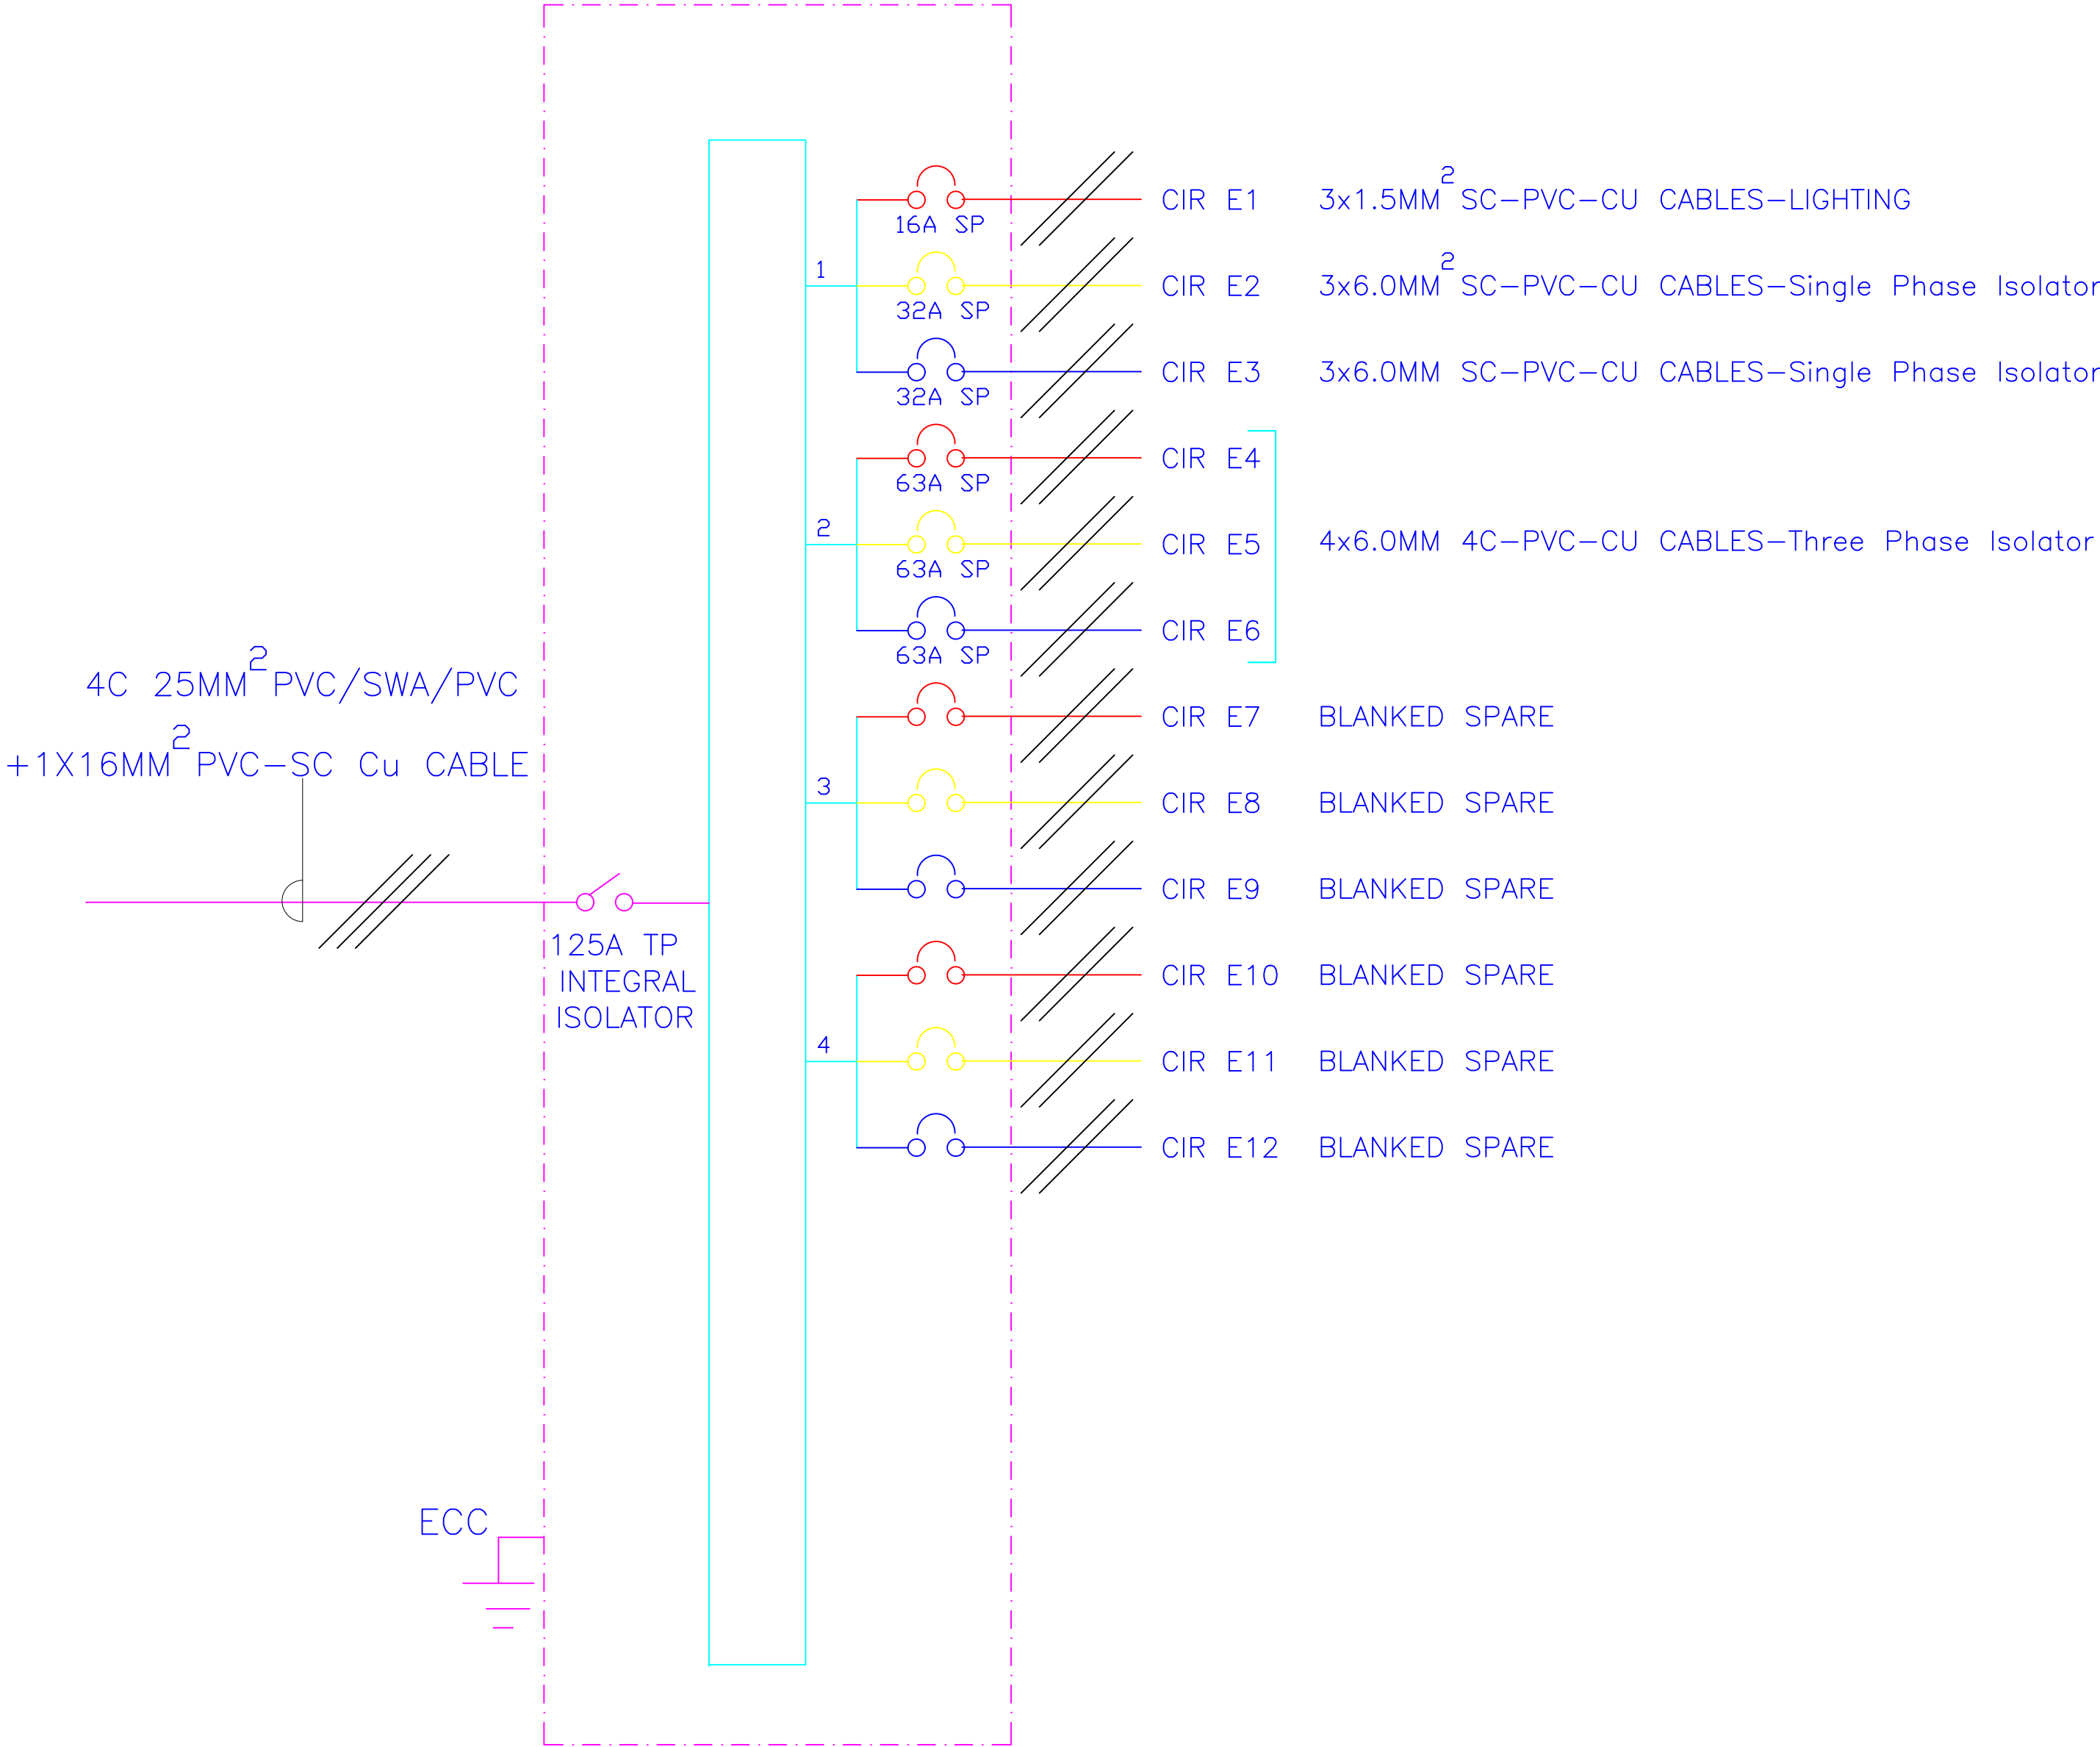 CIR E1 3x1.5MM² SC-PVC-CU CABLES-LIGHTING
16A SP
1
CIR E2 3x6.0MM² SC-PVC-CU CABLES-Single Phase Isolator
32A SP
CIR E3 3x6.0MM SC-PVC-CU CABLES-Single Phase Isolator
32A SP
CIR E4
63A SP
2
CIR E5 4x6.0MM 4C-PVC-CU CABLES-Three Phase Isolator
63A SP
CIR E6
63A SP
4C 25MM² PVC/SWA/PVC
+1X16MM² PVC-SC Cu CABLE
CIR E7 BLANKED SPARE
3
CIR E8 BLANKED SPARE
CIR E9 BLANKED SPARE
125A TP
INTEGRAL
ISOLATOR
CIR E10 BLANKED SPARE
4
CIR E11 BLANKED SPARE
CIR E12 BLANKED SPARE
ECC